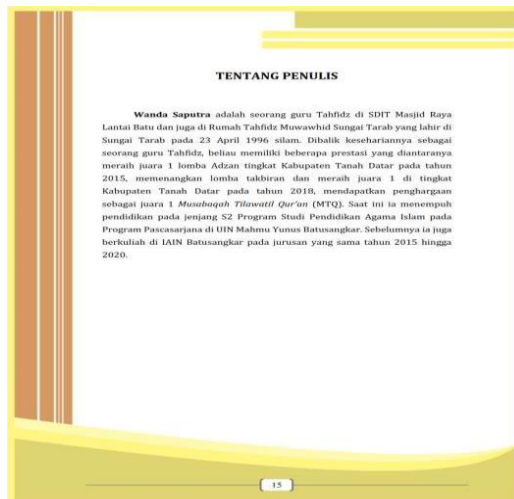 TENTANG PENULIS
Wanda Saputra adalah seorang guru Tahfidz di SDIT Masjid Raya
Lantai Batu dan juga di Rumah Tahfidz Muwawhid Sungai Tarab yang lahir di
Sungai Tarab pada 23 April 1996 silam. Dibalik kesehariannya sebagai
seorang guru Tahfidz, beliau memiliki beberapa prestasi yang diantaranya
meraih juara 1 lomba Adzan tingkat Kabupaten Tanah Datar pada tahun
2015, memenangkan lomba takbiran dan meraih juara 1 di tingkat
Kabupaten Tanah Datar pada tahun 2018, mendapatkan penghargaan
sebagai juara 1 Musabaqah Tilawatil Qur'an (MTQ). Saat ini ia menempuh
pendidikan pada jenjang S2 Program Studi Pendidikan Agama Islam pada
Program Pascasarjana di UIN Mahmu Yunus Batusangkar. Sebelumnya ia juga
berkuliah di IAIN Batusangkar pada jurusan yang sama tahun 2015 hingga
2020.
15